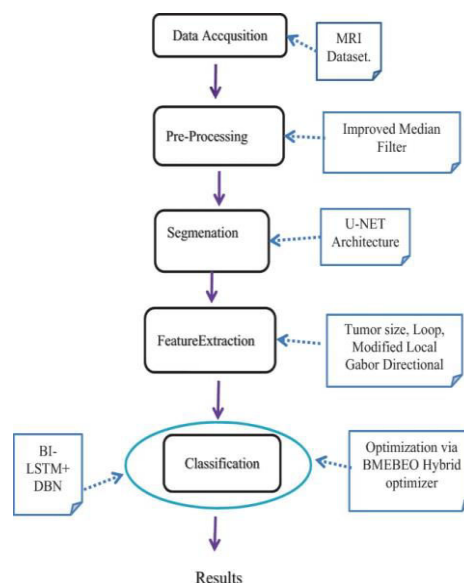 Data Accqusition
MRI
Dataset.
Pre-Processing
Improved Median
Filter
Segmenation
U-NET
Architecture
FeatureExtraction
Tumor size, Loop,
Modified Local
Gabor Directional
BI-
LSTM+
DBN
Classification
Optimization via
BMEBEO Hybrid
optimizer
Results